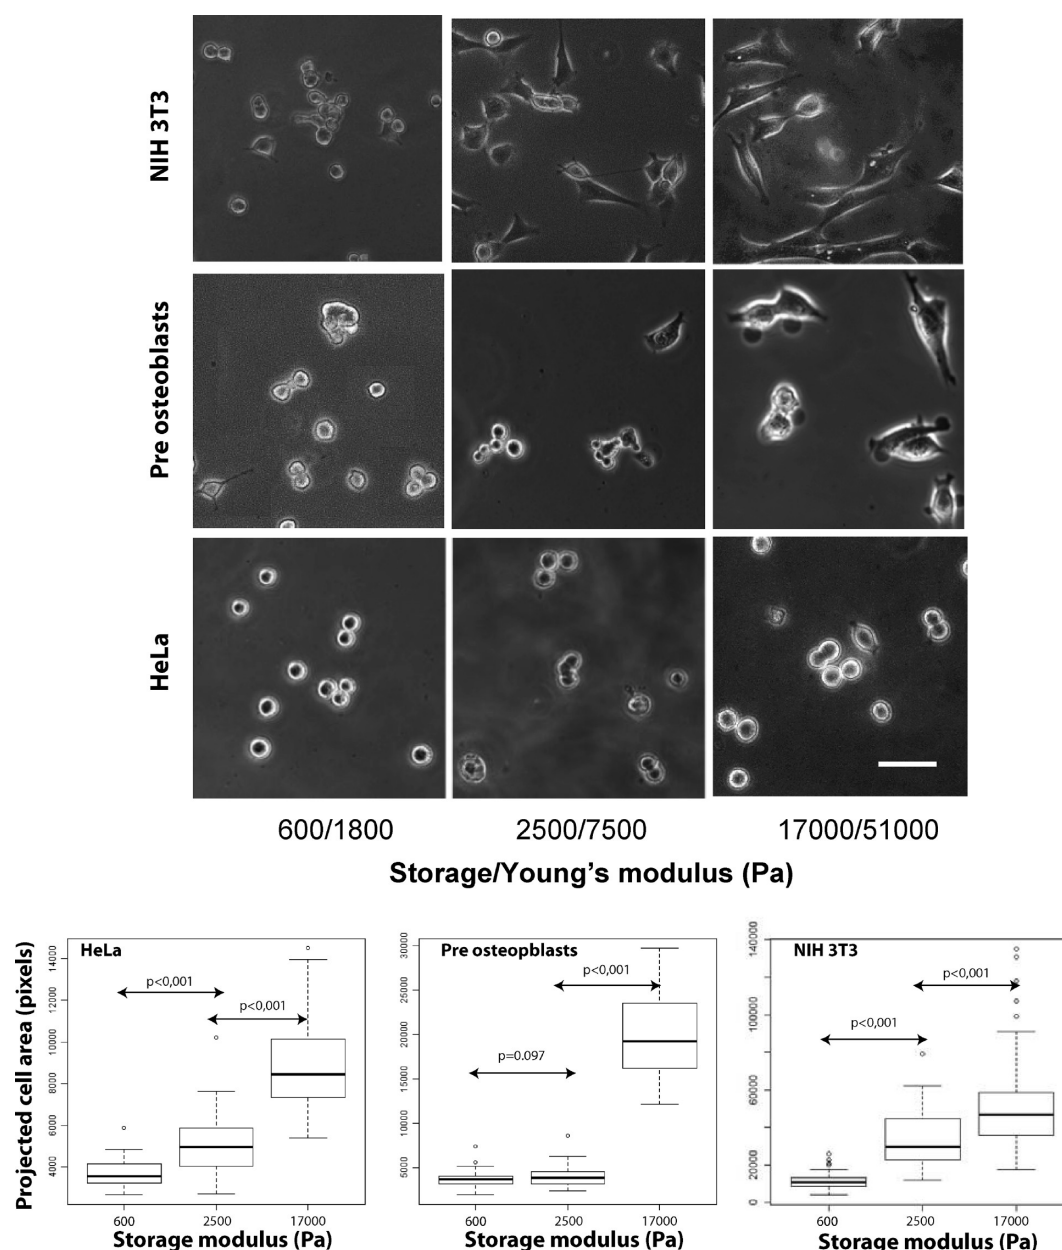 NIH 3T3
Pre osteoblasts
HeLa
600/1800 2500/7500 17000/51000
Storage/Young's modulus (Pa)
Projected cell area (pixels)
HeLa
p<0,001
p<0,001
14000
12000
10000
8000
6000
4000
600 2500 17000
Storage modulus (Pa)
Pre osteopblasts
p<0,001
p=0.097
30000
25000
20000
15000
10000
5000
600 2500 17000
Storage modulus (Pa)
NIH 3T3
p<0,001
p<0,001
140000
100000
60000
20000
0
600 2500 17000
Storage modulus (Pa)